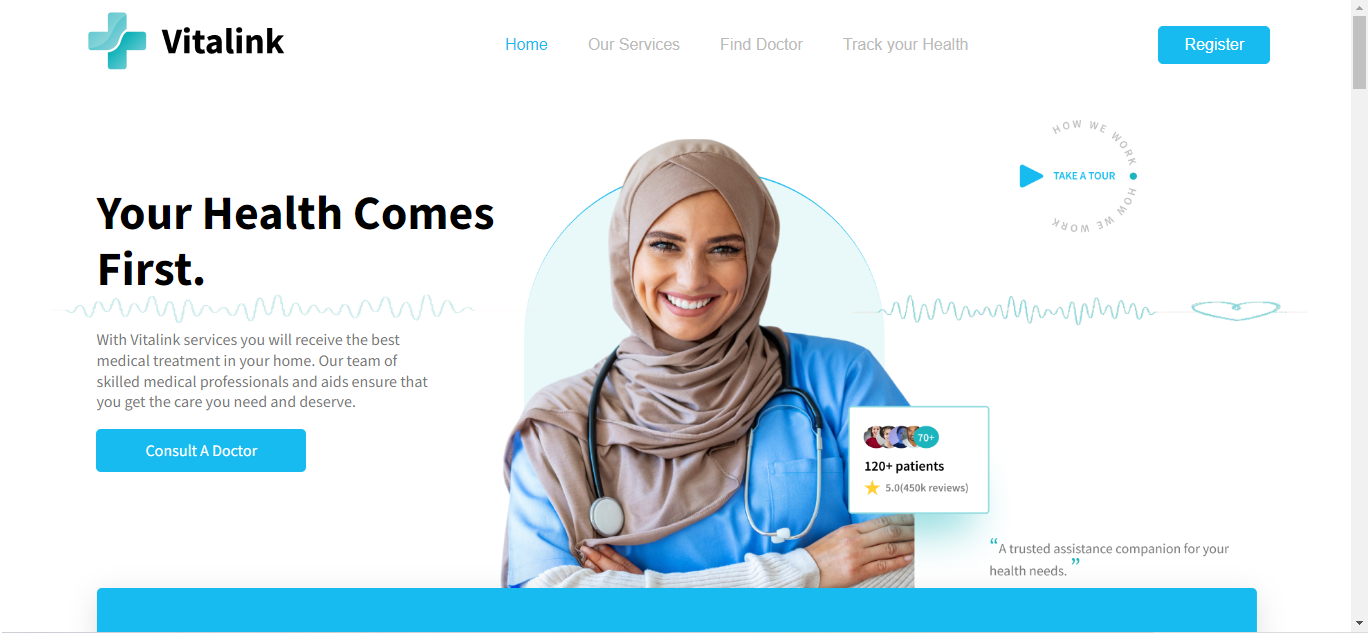 Vitalink
Home
Our Services
Find Doctor
Track your Health
Register
HOW WE WORK
TAKE A TOUR
HOW WE WORK
Your Health Comes
First.
With Vitalink services you will receive the best
medical treatment in your home. Our team of
skilled medical professionals and aids ensure that
you get the care you need and deserve.
Consult A Doctor
70+
120+ patients
5.0(450k reviews)
“A trusted assistance companion for your
health needs. ”